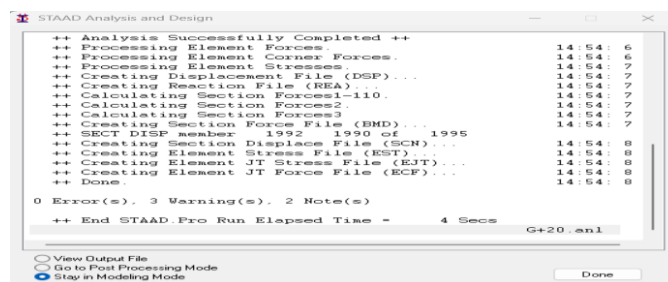 STAAD Analysis and Design
++ Analysis Successfully Completed ++
++ Processing Element Forces. 14:54: 6
++ Processing Element Corner Forces. 14:54: 6
++ Processing Element Stresses. 14:54: 7
++ Creating Displacement File (DSP)... 14:54: 7
++ Creating Reaction File (REA)... 14:54: 7
++ Calculating Section Forces1-110. 14:54: 7
++ Calculating Section Forces2. 14:54: 7
++ Calculating Section Forces3 14:54: 7
++ Creating Section Force File (BMD)... 14:54: 7
++ SECT DISP member 1992 1990 of 1995
++ Creating Section Displace File (SCN)... 14:54: 8
++ Creating Element Stress File (EST)... 14:54: 8
++ Creating Element JT Stress File (EJT)... 14:54: 8
++ Creating Element JT Force File (ECF)... 14:54: 8
++ Done. 14:54: 8
0 Error(s), 3 Warning(s), 2 Note(s)
++ End STAAD.Pro Run Elapsed Time = 4 Secs
G+20.anl
View Output File
Go to Post Processing Mode
Stay in Modeling Mode
Done